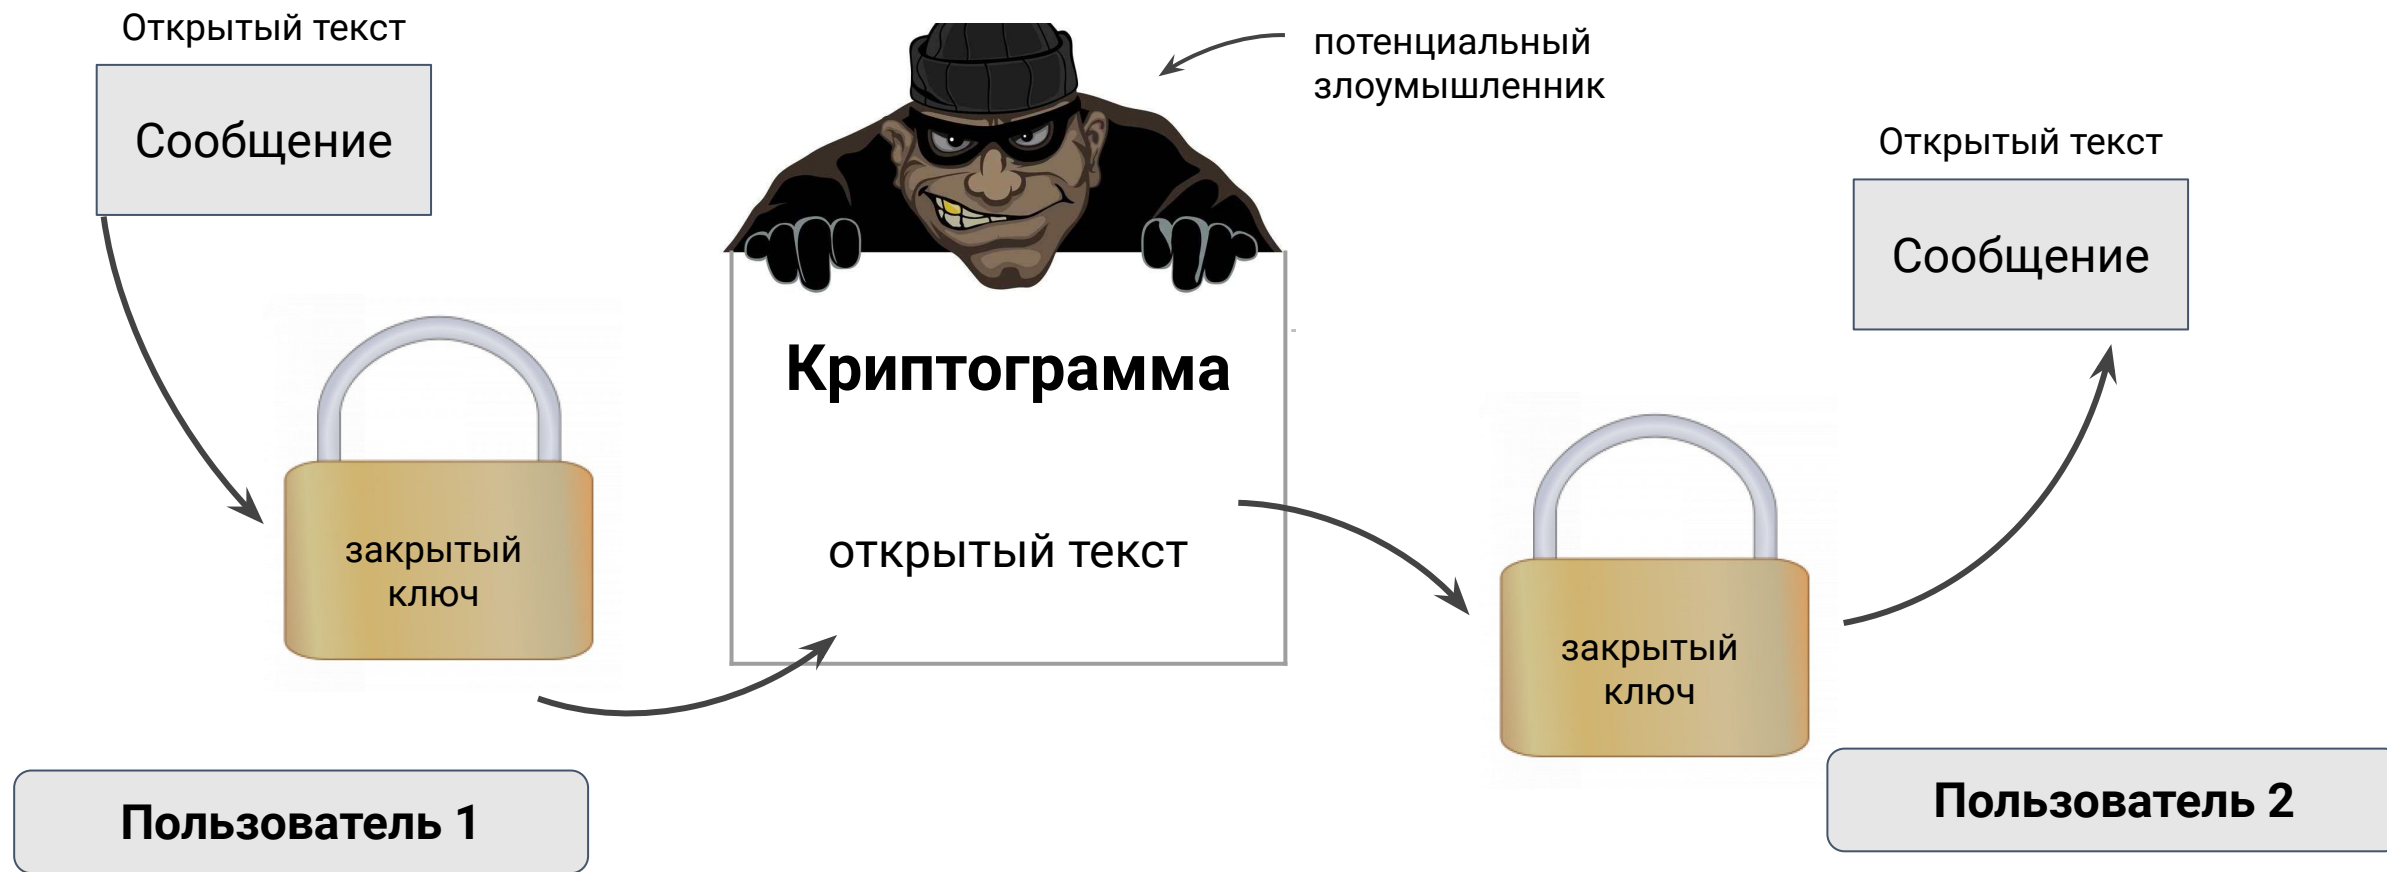 Открытый текст
Сообщение
закрытый
ключ
Пользователь 1
потенциальный
злоумышленник
Криптограмма
открытый текст
Открытый текст
Сообщение
закрытый
ключ
Пользователь 2